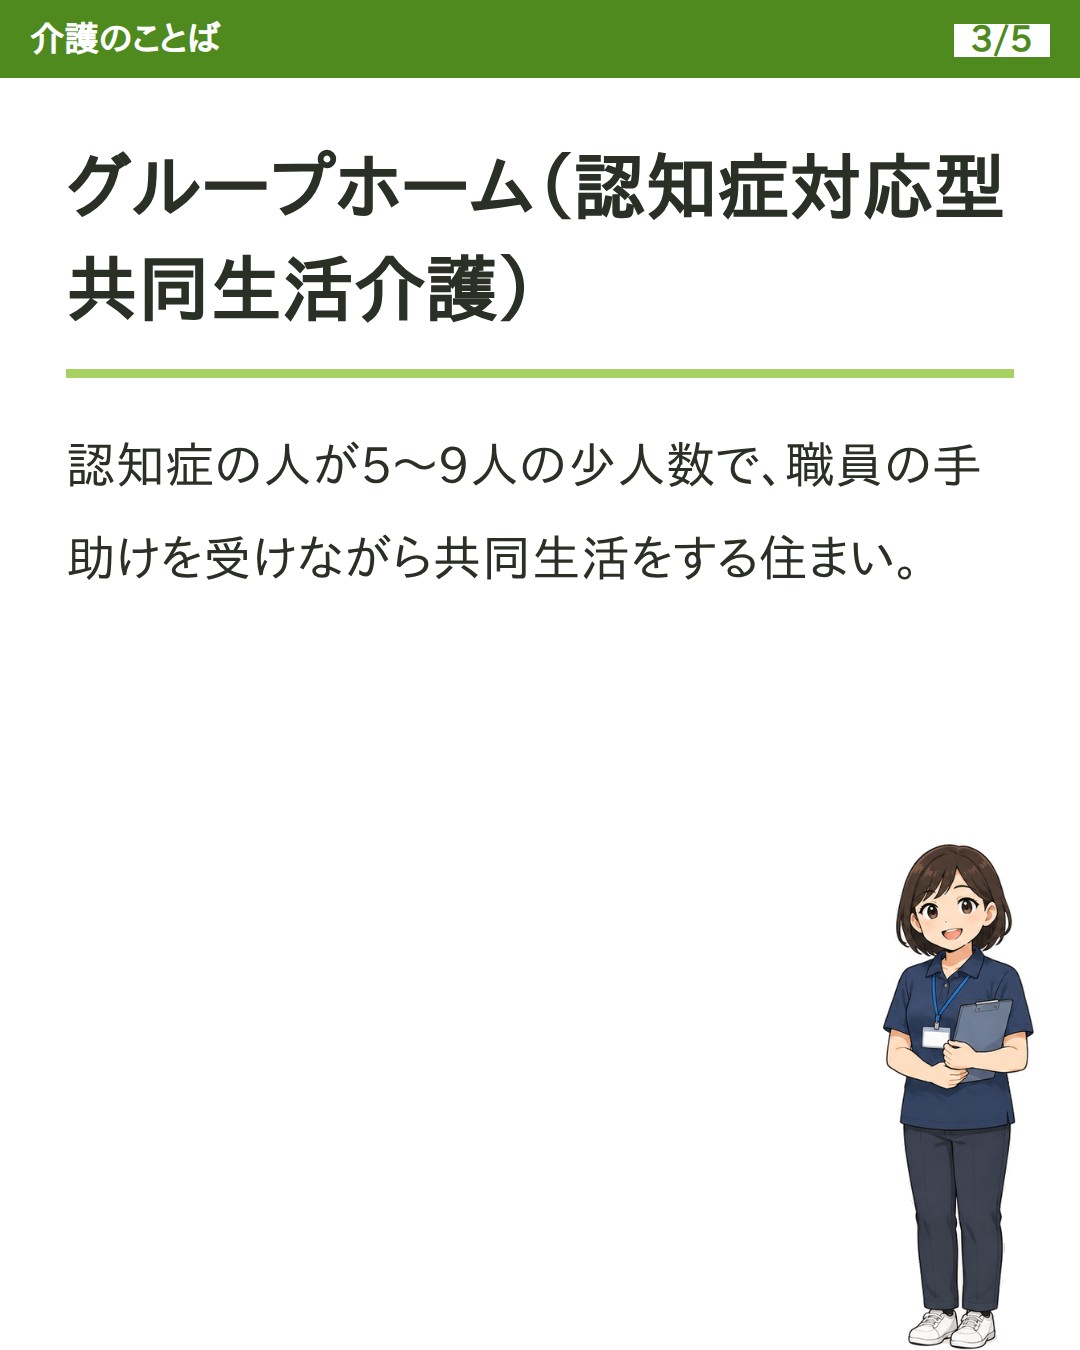 介護のことば
3/5
グループホーム（認知症対応型
共同生活介護）
認知症の人が5～9人の少人数で、職員の手
助けを受けながら共同生活をする住まい。